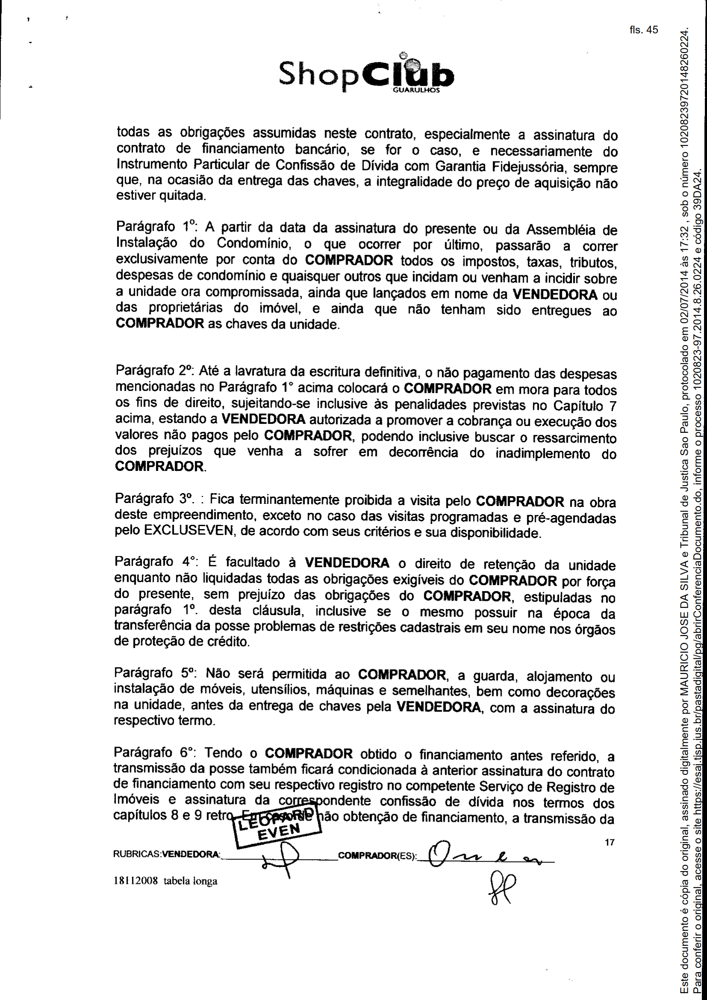 fls. 45
ShopClub
GUARULHOS
todas as obrigações assumidas neste contrato, especialmente a assinatura do
contrato de financiamento bancário, se for o caso, e necessariamente do
Instrumento Particular de Confissão de Dívida com Garantia Fidejussória, sempre
que, na ocasião da entrega das chaves, a integralidade do preço de aquisição não
estiver quitada.
Parágrafo 1º: A partir da data da assinatura do presente ou da Assembléia de
Instalação do Condomínio, o que ocorrer por último, passarão a correr
exclusivamente por conta do COMPRADOR todos os impostos, taxas, tributos,
despesas de condomínio e quaisquer outros que incidam ou venham a incidir sobre
a unidade ora compromissada, ainda que lançados em nome da VENDEDORA ou
das proprietárias do imóvel, e ainda que não tenham sido entregues ao
COMPRADOR as chaves da unidade.
Parágrafo 2º: Até a lavratura da escritura definitiva, o não pagamento das despesas
mencionadas no Parágrafo 1° acima colocará o COMPRADOR em mora para todos
os fins de direito, sujeitando-se inclusive às penalidades previstas no Capítulo 7
acima, estando a VENDEDORA autorizada a promover a cobrança ou execução dos
valores não pagos pelo COMPRADOR, podendo inclusive buscar o ressarcimento
dos prejuízos que venha a sofrer em decorrência do inadimplemento do
COMPRADOR.
Parágrafo 3º. : Fica terminantemente proibida a visita pelo COMPRADOR na obra
deste empreendimento, exceto no caso das visitas programadas e pré-agendadas
pelo EXCLUSEVEN, de acordo com seus critérios e sua disponibilidade.
Parágrafo 4°: É facultado à VENDEDORA o direito de retenção da unidade
enquanto não liquidadas todas as obrigações exigíveis do COMPRADOR por força
do presente, sem prejuízo das obrigações do COMPRADOR, estipuladas no
parágrafo 1º. desta cláusula, inclusive se o mesmo possuir na época da
transferência da posse problemas de restrições cadastrais em seu nome nos órgãos
de proteção de crédito.
Parágrafo 5º: Não será permitida ao COMPRADOR, a guarda, alojamento ou
instalação de móveis, utensílios, máquinas e semelhantes, bem como decorações
na unidade, antes da entrega de chaves pela VENDEDORA, com a assinatura do
respectivo termo.
Parágrafo 6°: Tendo o COMPRADOR obtido o financiamento antes referido, a
transmissão da posse também ficará condicionada à anterior assinatura do contrato
de financiamento com seu respectivo registro no competente Serviço de Registro de
Imóveis e assinatura da correspondente confissão de dívida nos termos dos
capítulos 8 e 9 retro. Em caso de não obtenção de financiamento, a transmissão da
LEOPARD
EVEN
17
RUBRICAS:VENDEDORA: COMPRADOR(ES):
18112008 tabela longa
Este documento é cópia do original, assinado digitalmente por MAURICIO JOSE DA SILVA e Tribunal de Justica Sao Paulo, protocolado em 02/07/2014 às 17:32 , sob o número 10208239720148260224.
Para conferir o original, acesse o site https://esaj.tjsp.jus.br/pastadigital/pg/abrirConferenciaDocumento.do, informe o processo 1020823-97.2014.8.26.0224 e código 39DA24.